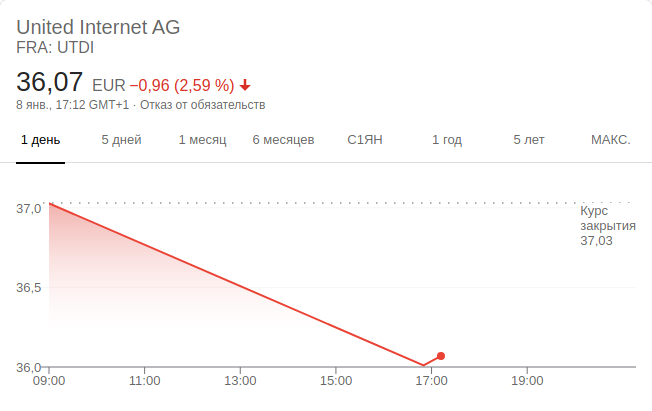 United Internet AG
FRA: UTDI
36,07 EUR −0,96 (2,59 %)
8 янв., 17:12 GMT+1 · Отказ от обязательств
1 день 5 дней 1 месяц 6 месяцев С1ЯН 1 год 5 лет МАКС.
37,0
Курс
закрытия
37,03
36,5
36,0
09:00 11:00 13:00 15:00 17:00 19:00